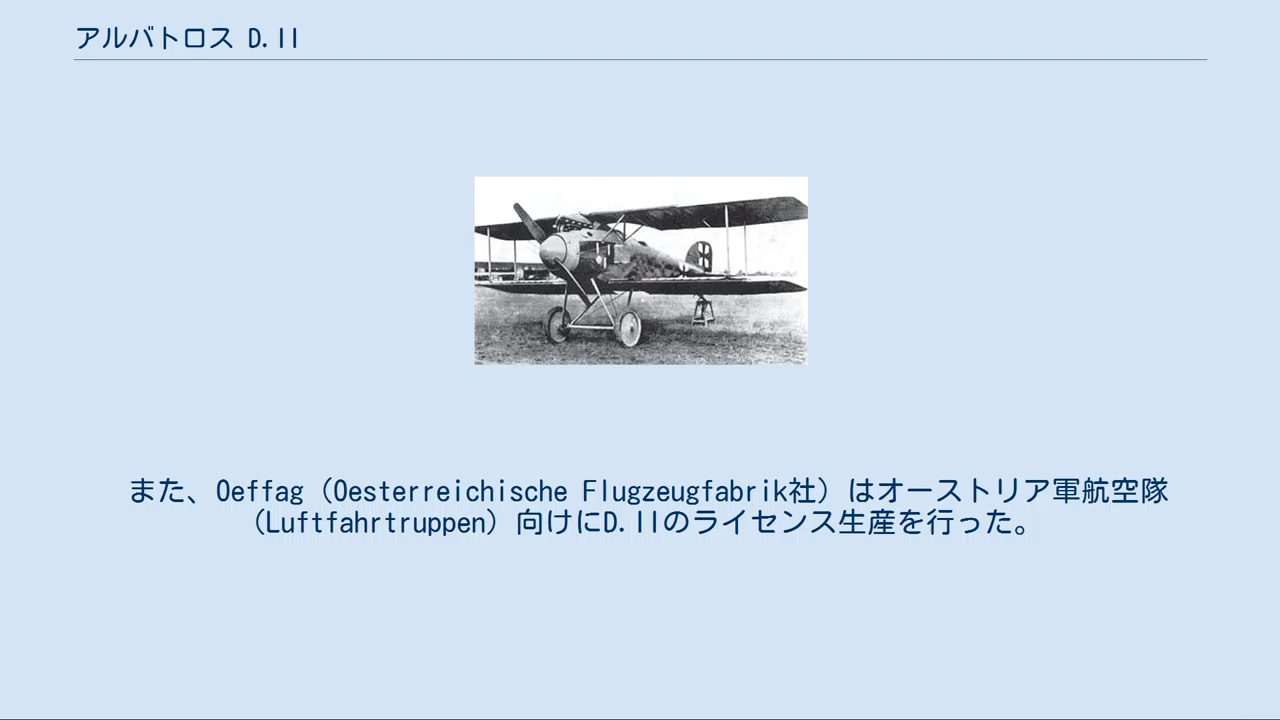 アルバトロス D.II
また、Oeffag（Oesterreichische Flugzeugfabrik社）はオーストリア軍航空隊
（Luftfahrtruppen）向けにD.IIのライセンス生産を行った。